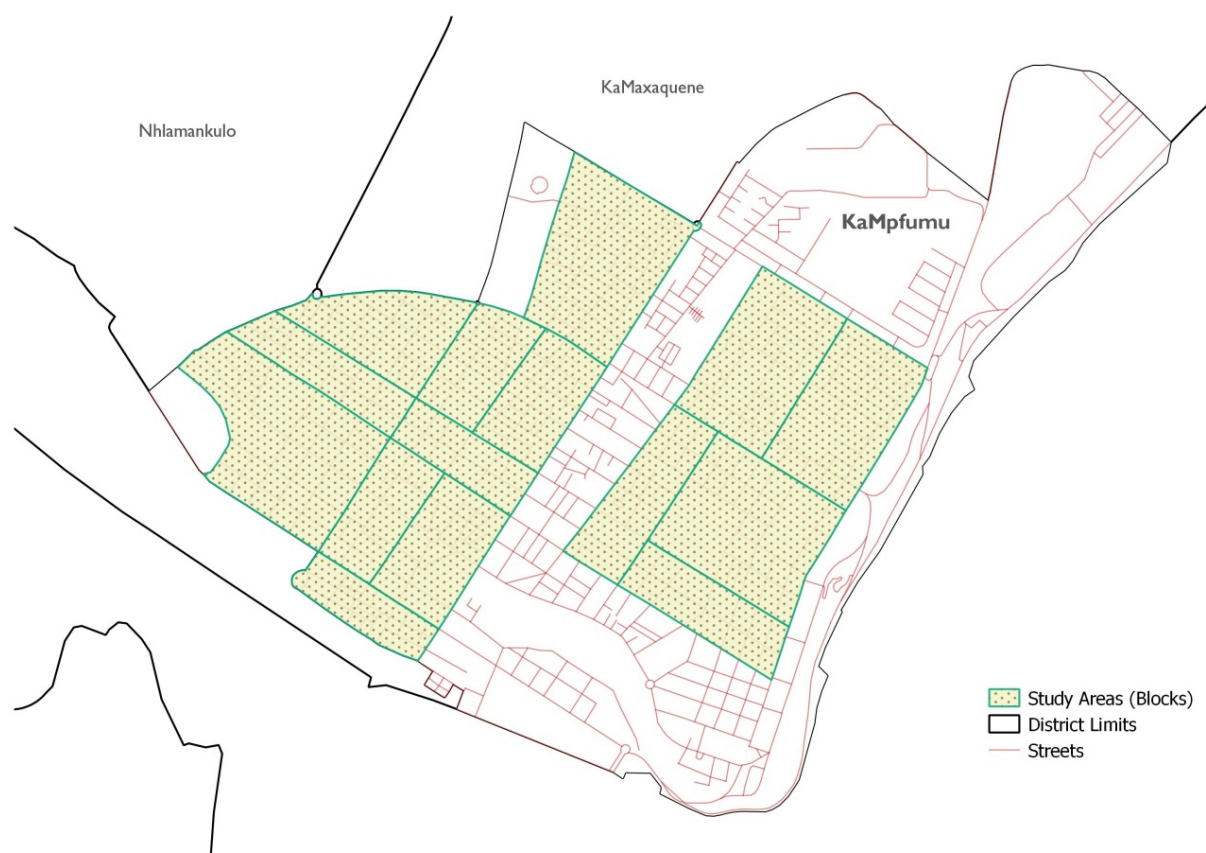 KaMaxaquene
Nhlamankulo
KaMpfumu
Study Areas (Blocks)
District Limits
Streets